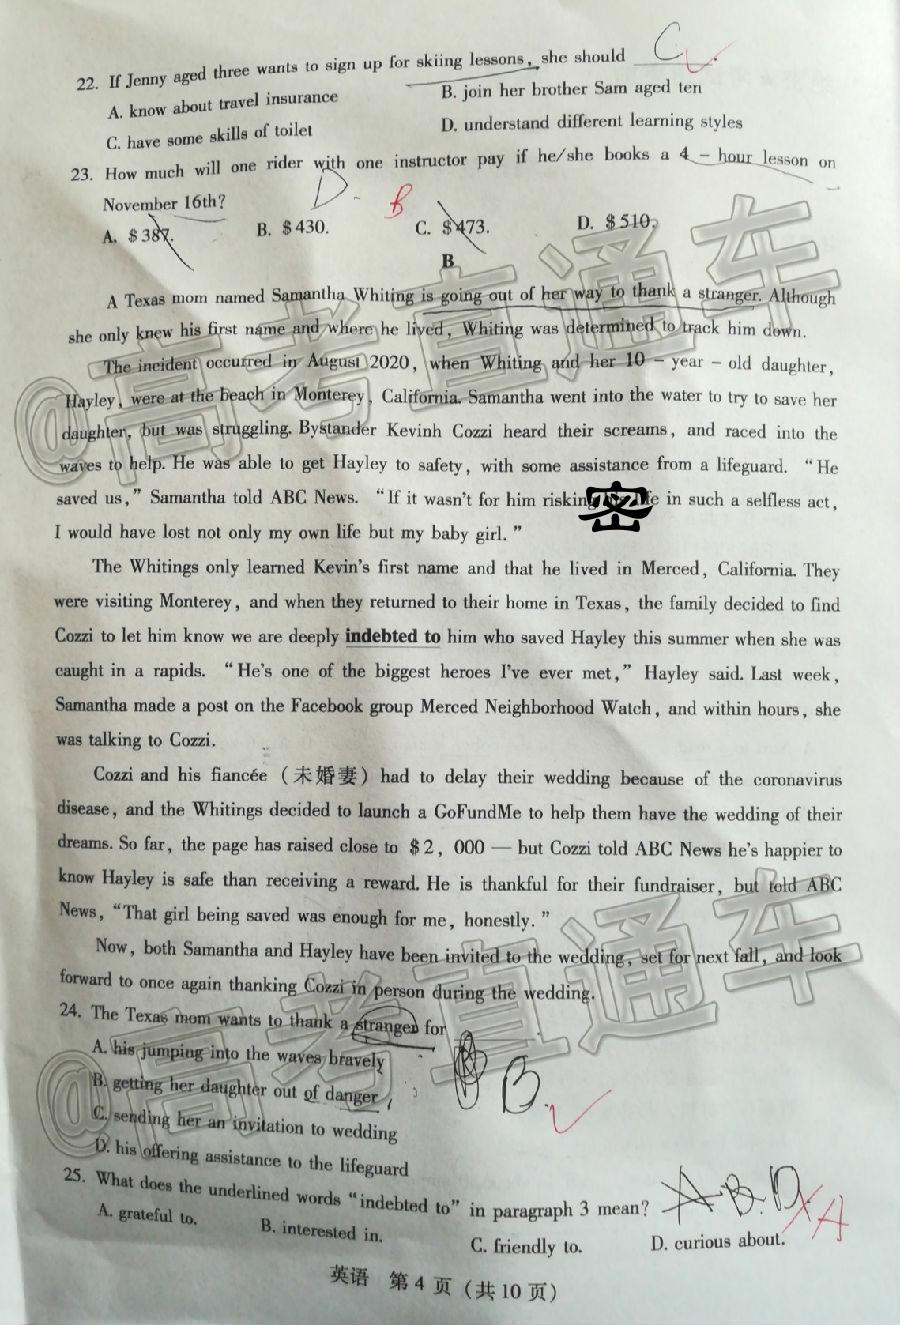 22. If Jenny aged three wants to sign up for skiing lessons, she should ______. C
A. know about travel insurance B. join her brother Sam aged ten
C. have some skills of toilet D. understand different learning styles
23. How much will one rider with one instructor pay if he/she books a 4 – hour lesson on
November 16th? D. B
A. $387. B. $430. C. $473. D. $510.
B
A Texas mom named Samantha Whiting is going out of her way to thank a stranger. Although
she only knew his first name and where he lived, Whiting was determined to track him down.
The incident occurred in August 2020, when Whiting and her 10 – year – old daughter,
Hayley, were at the beach in Monterey, California. Samantha went into the water to try to save her
daughter, but was struggling. Bystander Kevinh Cozzi heard their screams, and raced into the
waves to help. He was able to get Hayley to safety, with some assistance from a lifeguard. “He
saved us,” Samantha told ABC News. “If it wasn't for him risking 密 in such a selfless act,
I would have lost not only my own life but my baby girl.”
The Whitings only learned Kevin's first name and that he lived in Merced, California. They
were visiting Monterey, and when they returned to their home in Texas, the family decided to find
Cozzi to let him know we are deeply indebted to him who saved Hayley this summer when she was
caught in a rapids. “He's one of the biggest heroes I've ever met,” Hayley said. Last week,
Samantha made a post on the Facebook group Merced Neighborhood Watch, and within hours, she
was talking to Cozzi.
Cozzi and his fiancée（未婚妻）had to delay their wedding because of the coronavirus
disease, and the Whitings decided to launch a GoFundMe to help them have the wedding of their
dreams. So far, the page has raised close to $2, 000 — but Cozzi told ABC News he's happier to
know Hayley is safe than receiving a reward. He is thankful for their fundraiser, but told ABC
News, “That girl being saved was enough for me, honestly.”
Now, both Samantha and Hayley have been invited to the wedding, set for next fall, and look
forward to once again thanking Cozzi in person during the wedding.
24. The Texas mom wants to thank a stranger for
A. his jumping into the waves bravely
B. getting her daughter out of danger B.
C. sending her an invitation to wedding
D. his offering assistance to the lifeguard
25. What does the underlined words “indebted to” in paragraph 3 mean? A B. D A
A. grateful to. B. interested in. C. friendly to. D. curious about.
英语 第 4 页（共 10 页）
@高考直通车
@高考直通车